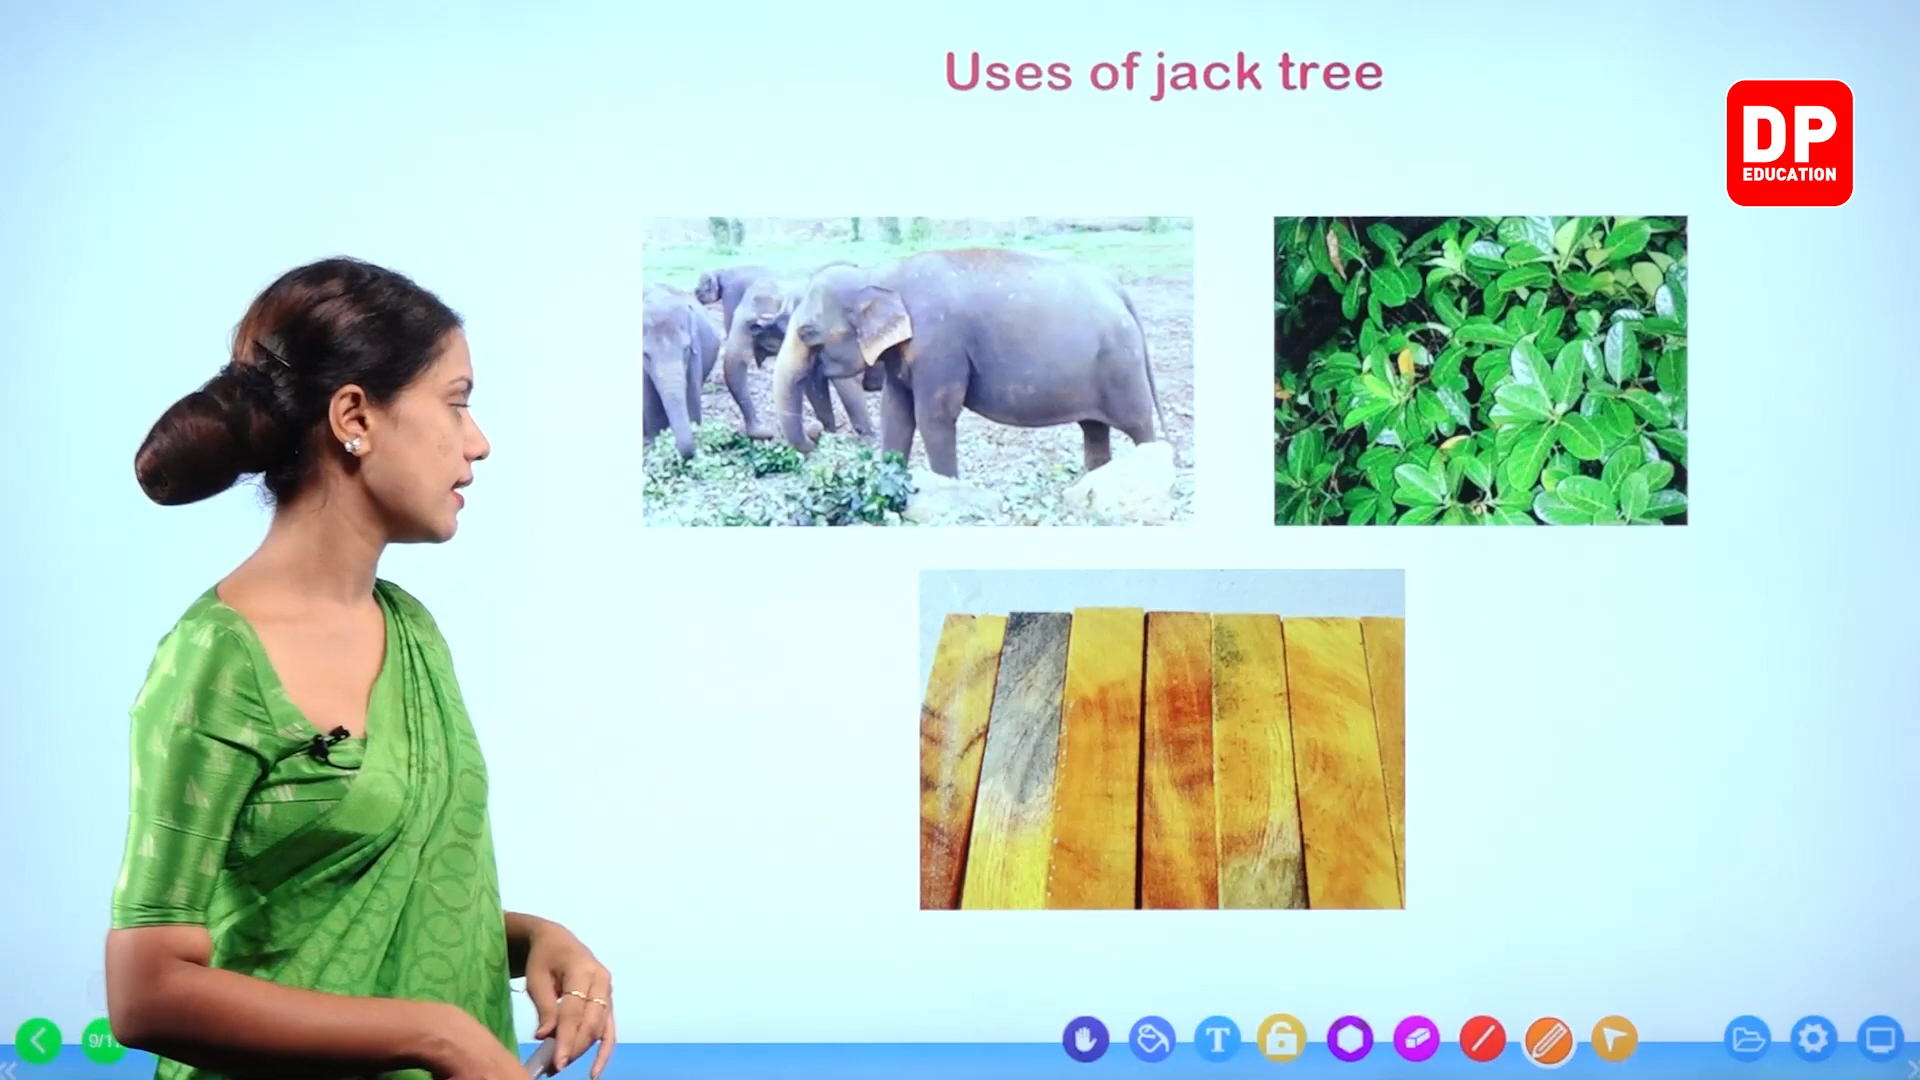 Uses of jack tree
DP
EDUCATION
T